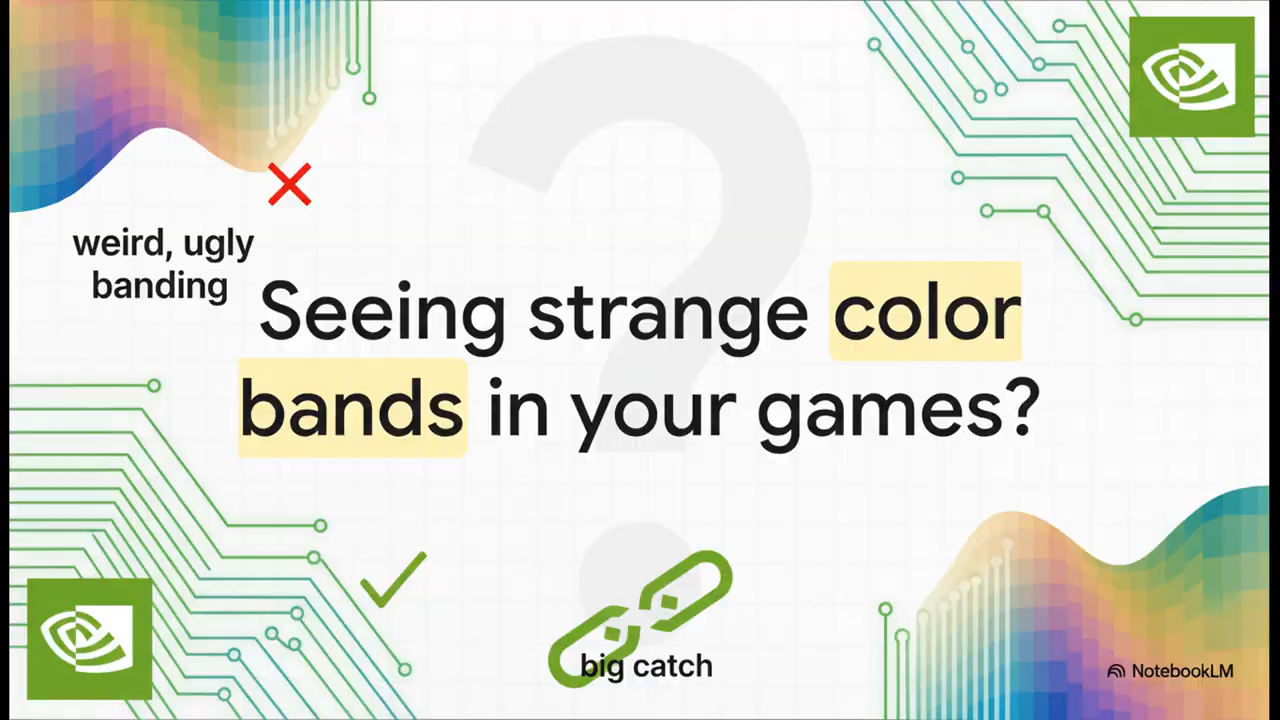 weird, ugly
banding
Seeing strange color
bands in your games?
big catch
NotebookLM